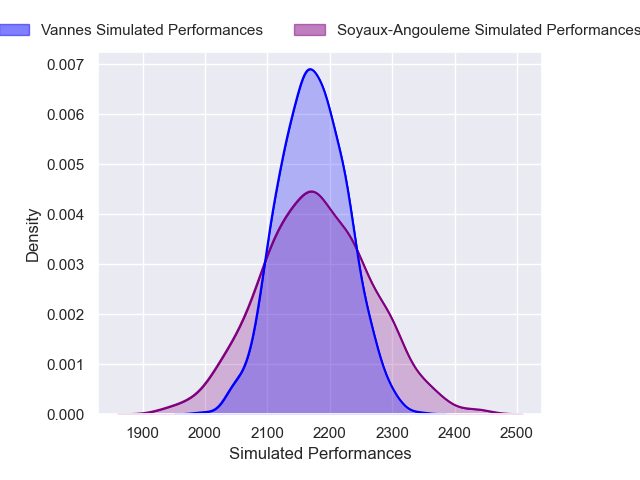 Vannes Simulated Performances
Soyaux-Angouleme Simulated Performances
0.007
0.006
0.005
0.004
0.003
0.002
0.001
0.000
Density
1900 2000 2100 2200 2300 2400 2500
Simulated Performances